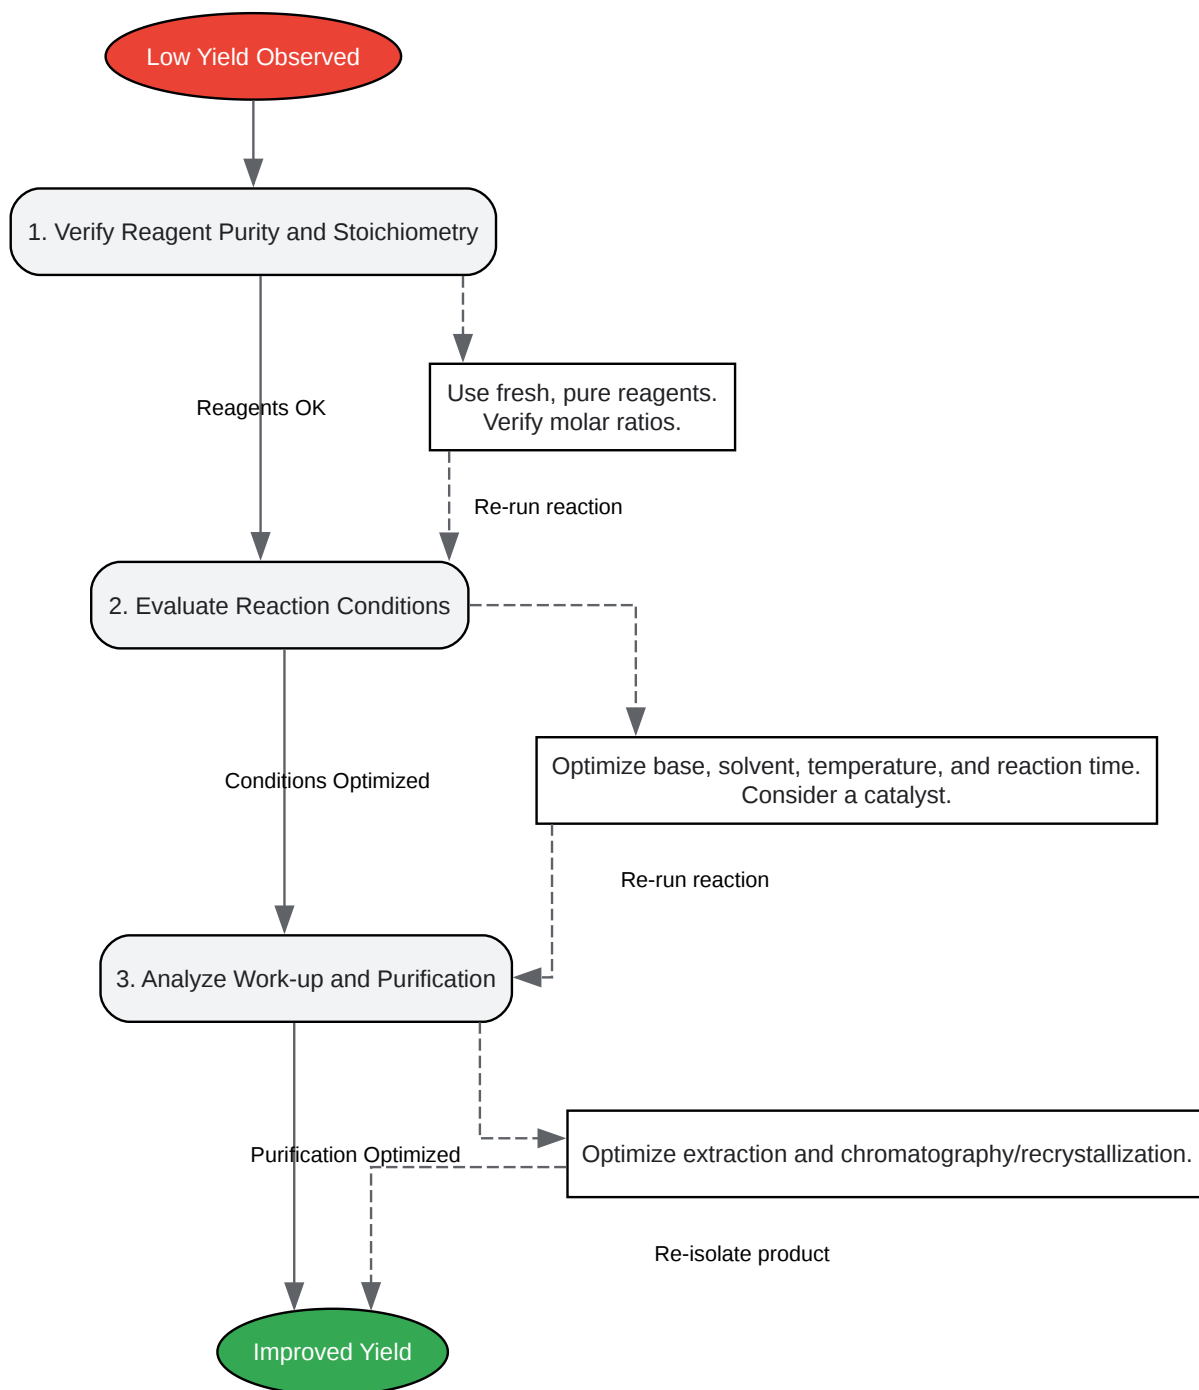 Low Yield Observed
1. Verify Reagent Purity and Stoichiometry
Use fresh, pure reagents.
Verify molar ratios.
Reagents OK
Re-run reaction
2. Evaluate Reaction Conditions
Optimize base, solvent, temperature, and reaction time.
Consider a catalyst.
Conditions Optimized
Re-run reaction
3. Analyze Work-up and Purification
Optimize extraction and chromatography/recrystallization.
Purification Optimized
Re-isolate product
Improved Yield